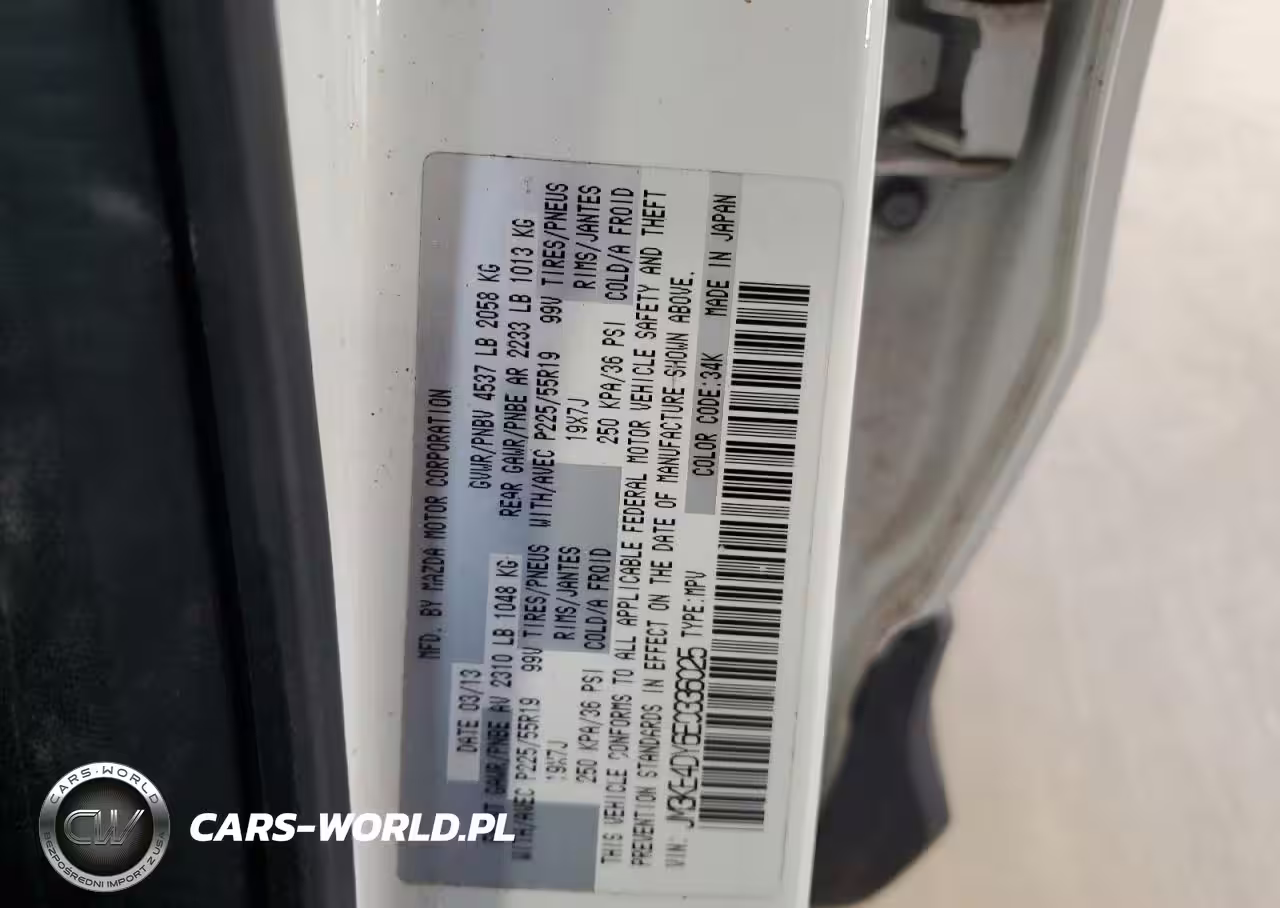 MFD. BY MAZDA MOTOR CORPORATION
DATE 03/13 GVWR/PNBV 4537 LB 2058 KG
GAWR/PNBE AV 2310 LB 1048 KG REAR GAWR/PNBE AR 2233 LB 1013 KG
WITH/AVEC P225/55R19 99V TIRES/PNEUS WITH/AVEC P225/55R19 99V TIRES/PNEUS
19X7J RIMS/JANTES 19X7J RIMS/JANTES
250 KPA/36 PSI COLD/A FROID 250 KPA/36 PSI COLD/A FROID
THIS VEHICLE CONFORMS TO ALL APPLICABLE FEDERAL MOTOR VEHICLE SAFETY AND THEFT
PREVENTION STANDARDS IN EFFECT ON THE DATE OF MANUFACTURE SHOWN ABOVE.
VIN: JM3KE4DY6E0336025 TYPE:MPV COLOR CODE:34K MADE IN JAPAN
CARS-WORLD
CW
BEZPOŚREDNI IMPORT Z USA
CARS-WORLD.PL